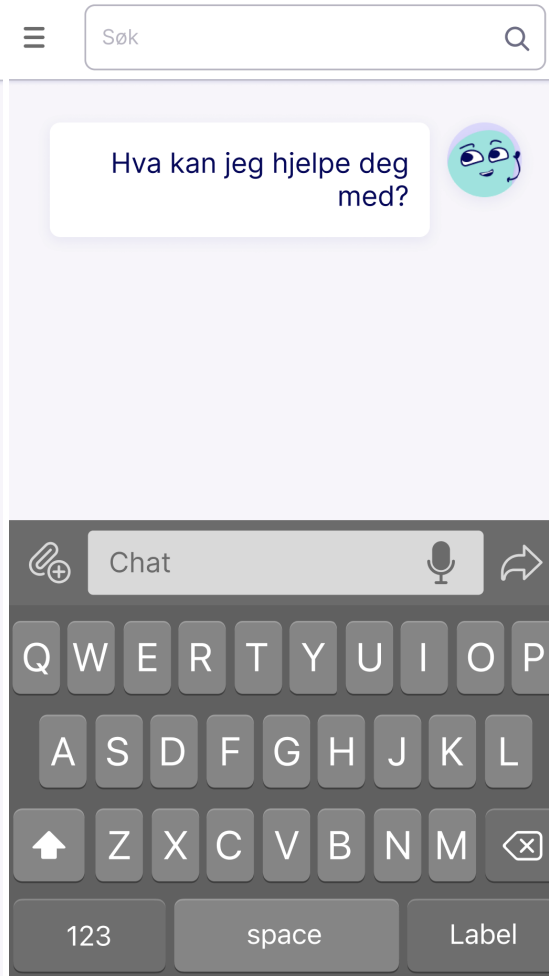 Søk
Hva kan jeg hjelpe deg
med?
Chat
Q W E R T Y U I O P
A S D F G H J K L
Z X C V B N M
123 space Label